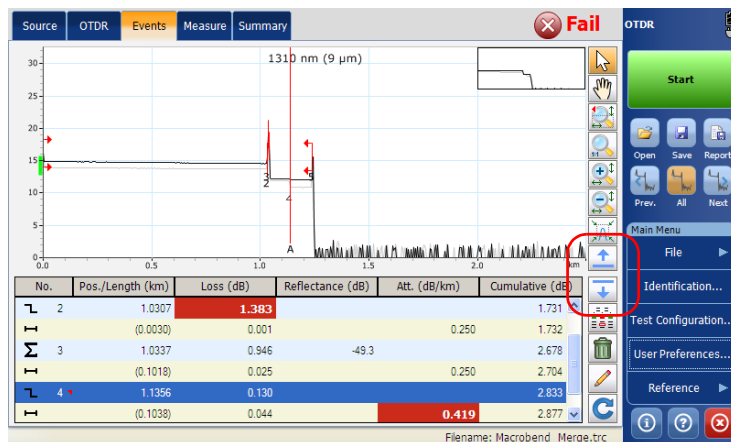 Source OTDR Events Measure Summary Fail OTDR
1310 nm (9 µm)
30
25
20
15
10
5
0
0.0 0.5 1.0 1.5 2.0 km
3
2
4
5
A
No. Pos./Length (km) Loss (dB) Reflectance (dB) Att. (dB/km) Cumulative (dB)
2 1.0307 1.383 1.731
(0.0030) 0.001 0.250 1.732
Σ 3 1.0337 0.946 -49.3 2.678
(0.1018) 0.025 0.250 2.704
4 1.1356 0.130 2.833
(0.1038) 0.044 0.419 2.877
Filename: Macrobend_Merge.trc
1:1
Start
Open Save Report
Prev. All Next
Main Menu
File
Identification...
Test Configuration...
User Preferences...
Reference